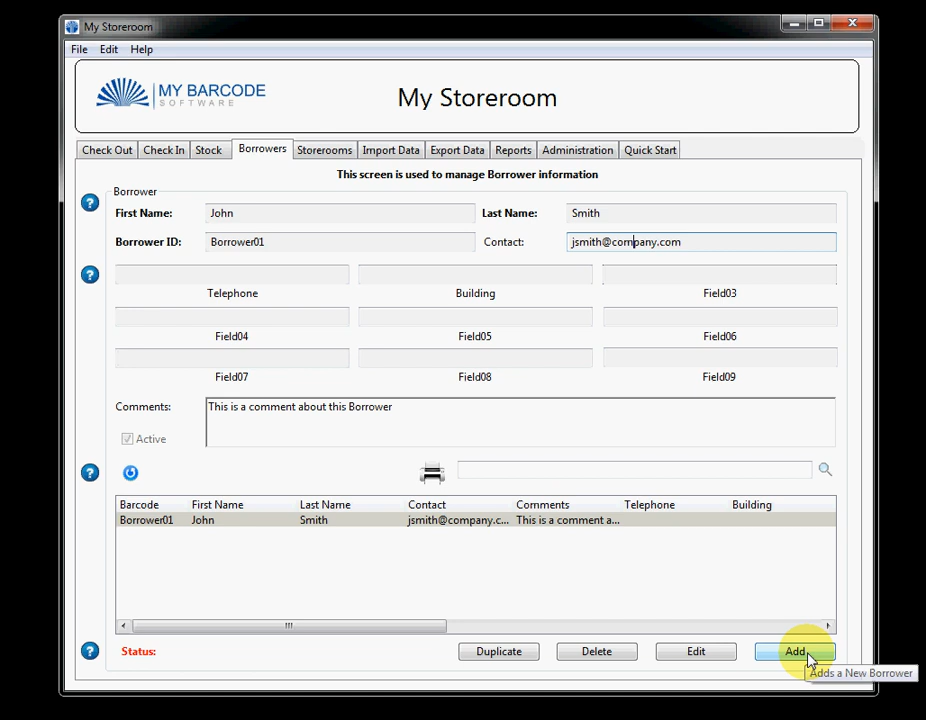 My Storeroom
File Edit Help
MY BARCODE
SOFTWARE
My Storeroom
Check Out Check In Stock Borrowers Storerooms Import Data Export Data Reports Administration Quick Start
This screen is used to manage Borrower information
Borrower
First Name: John Last Name: Smith
Borrower ID: Borrower01 Contact: jsmith@company.com
Telephone Building Field03
Field04 Field05 Field06
Field07 Field08 Field09
Comments: This is a comment about this Borrower
Active
Barcode First Name Last Name Contact Comments Telephone Building
Borrower01 John Smith jsmith@company.c... This is a comment a...
Status: Duplicate Delete Edit Add
Adds a New Borrower